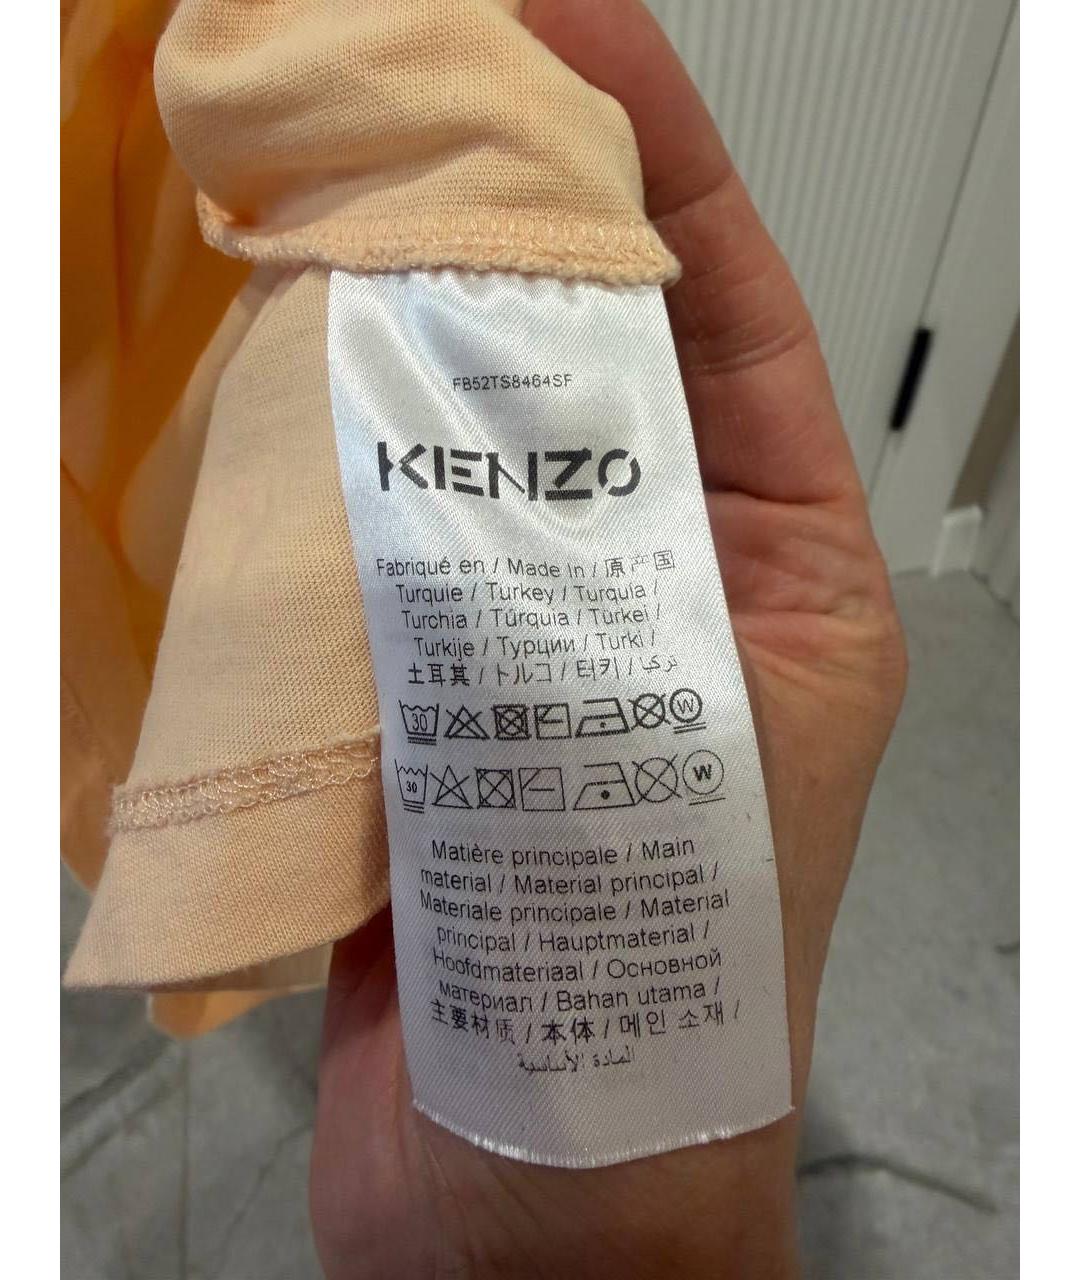 FB52TS8464SF
KENZO
Fabriqué en / Made in / 原产国
Turquie / Turkey / Turquía /
Turchia / Túrquia / Türkei /
Turkije / Турции / Turki /
土耳其 / トルコ / 터키 / تركي
30 W
30 W
Matière principale / Main
material / Material principal /
Materiale principale / Material
principal / Hauptmaterial /
Hoofdmateriaal / Основной
материал / Bahan utama /
主要材质 / 本体 / 메인 소재 /
المادة الأساسية